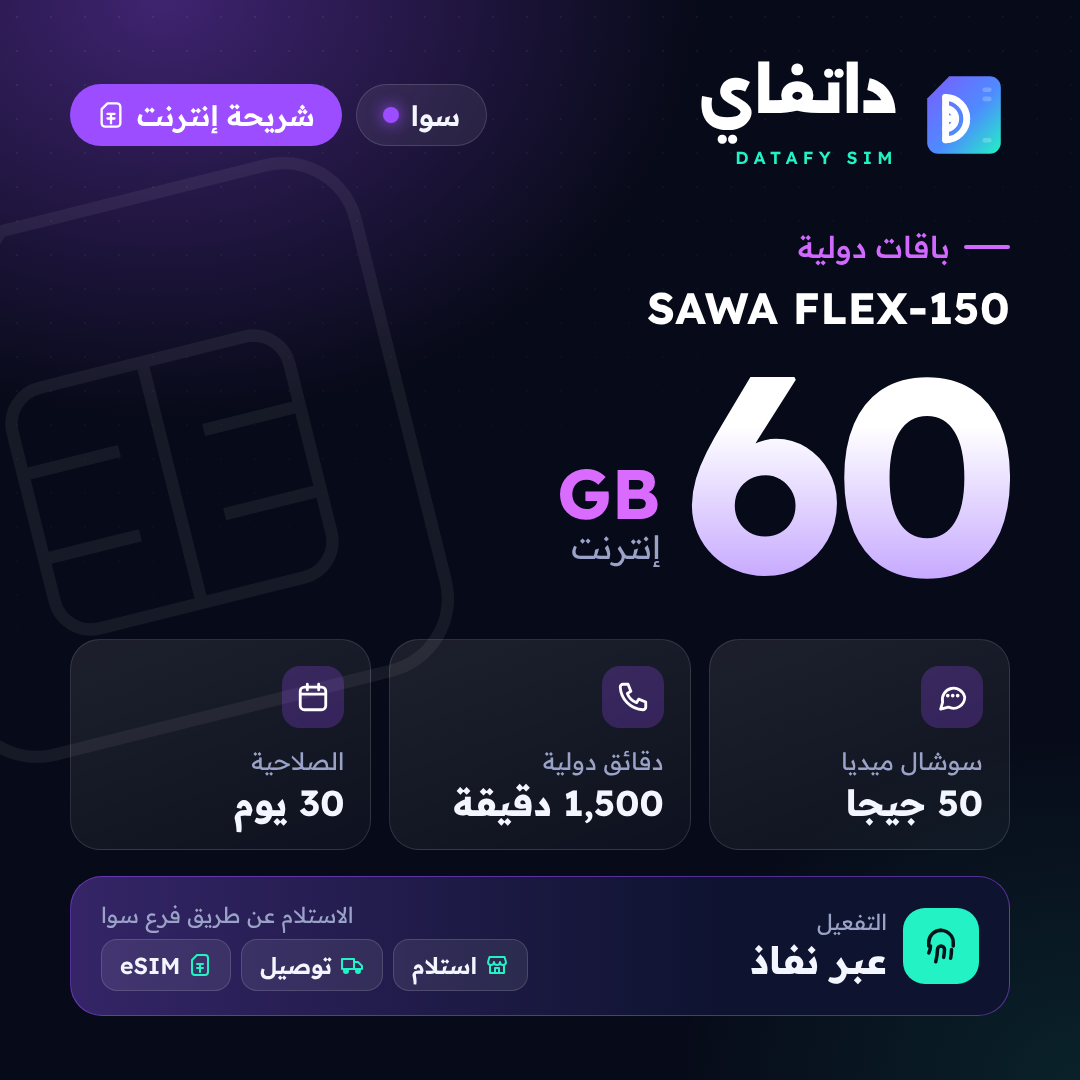 داتفاي
DATAFY SIM
سوا
شريحة إنترنت
باقات دولية
SAWA FLEX-150
60
GB
إنترنت
سوشال ميديا
50 جيجا
دقائق دولية
1,500 دقيقة
الصلاحية
30 يوم
التفعيل
عبر نفاذ
الاستلام عن طريق فرع سوا
استلام
توصيل
eSIM